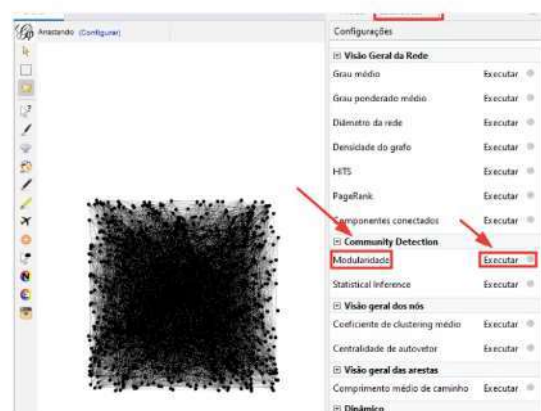 Arrastando (Configurar)
Configurações
Visão Geral da Rede
Grau médio Executar
Grau ponderado médio Executar
Diâmetro da rede Executar
Densidade do grafo Executar
HITS Executar
PageRank Executar
Componentes conectados Executar
Community Detection
Modularidade Executar
Statistical Inference Executar
Visão geral dos nós
Coeficiente de clustering médio Executar
Centralidade de autovetor Executar
Visão geral das arestas
Comprimento médio de caminho Executar
Dinâmico